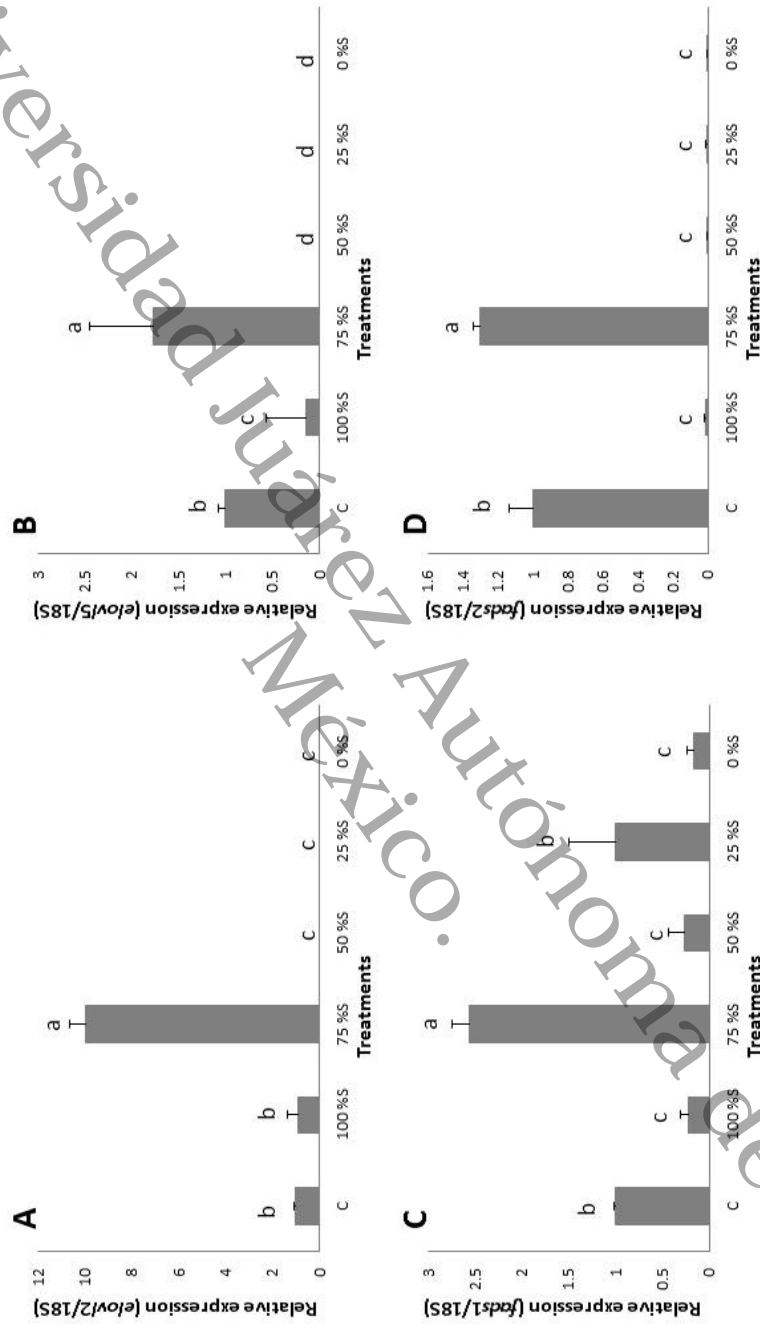 A
Relative expression (elovl2/18S)
12
10
8
6
4
2
0
b
b
a
c
c
c
C
100 %S
75 %S
50 %S
25 %S
0 %S
Treatments
B
Relative expression (elovl5/18S)
3
2.5
2
1.5
1
0.5
0
b
c
a
d
d
d
C
100 %S
75 %S
50 %S
25 %S
0 %S
Treatments
C
Relative expression (fads1/18S)
3
2.5
2
1.5
1
0.5
0
b
c
a
c
b
c
C
100 %S
75 %S
50 %S
25 %S
0 %S
Treatments
D
Relative expression (fads2/18S)
1.6
1.4
1.2
1
0.8
0.6
0.4
0.2
0
b
c
a
c
c
c
C
100 %S
75 %S
50 %S
25 %S
0 %S
Treatments
versidad Juárez Autónoma de
México.